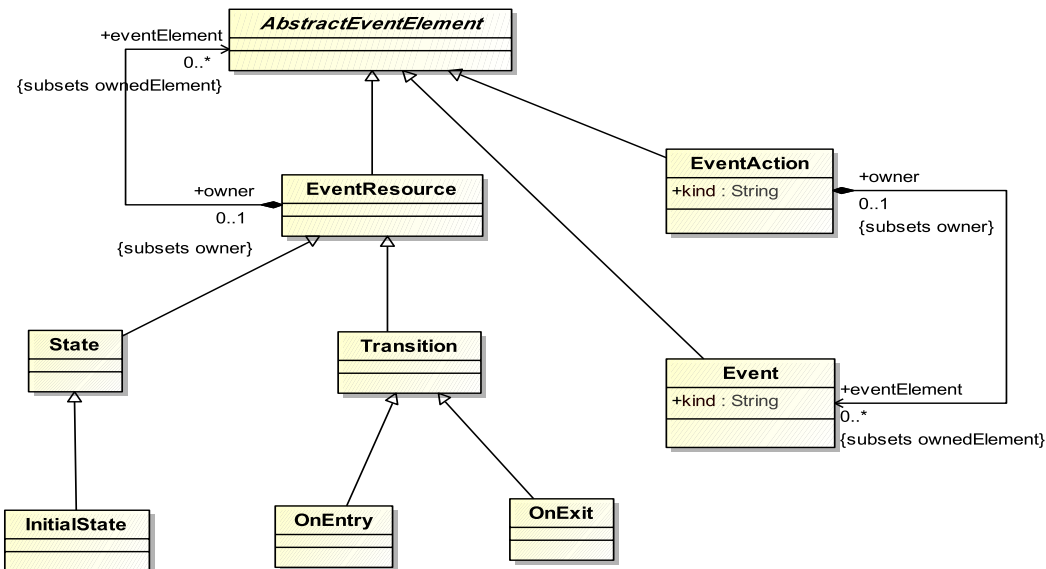 AbstractEventElement
+eventElement
0..*
{subsets ownedElement}
EventAction
+kind : String
+owner
0..1
{subsets owner}
EventResource
+owner
0..1
{subsets owner}
State
Transition
Event
+kind : String
+eventElement
0..*
{subsets ownedElement}
InitialState
OnEntry
OnExit